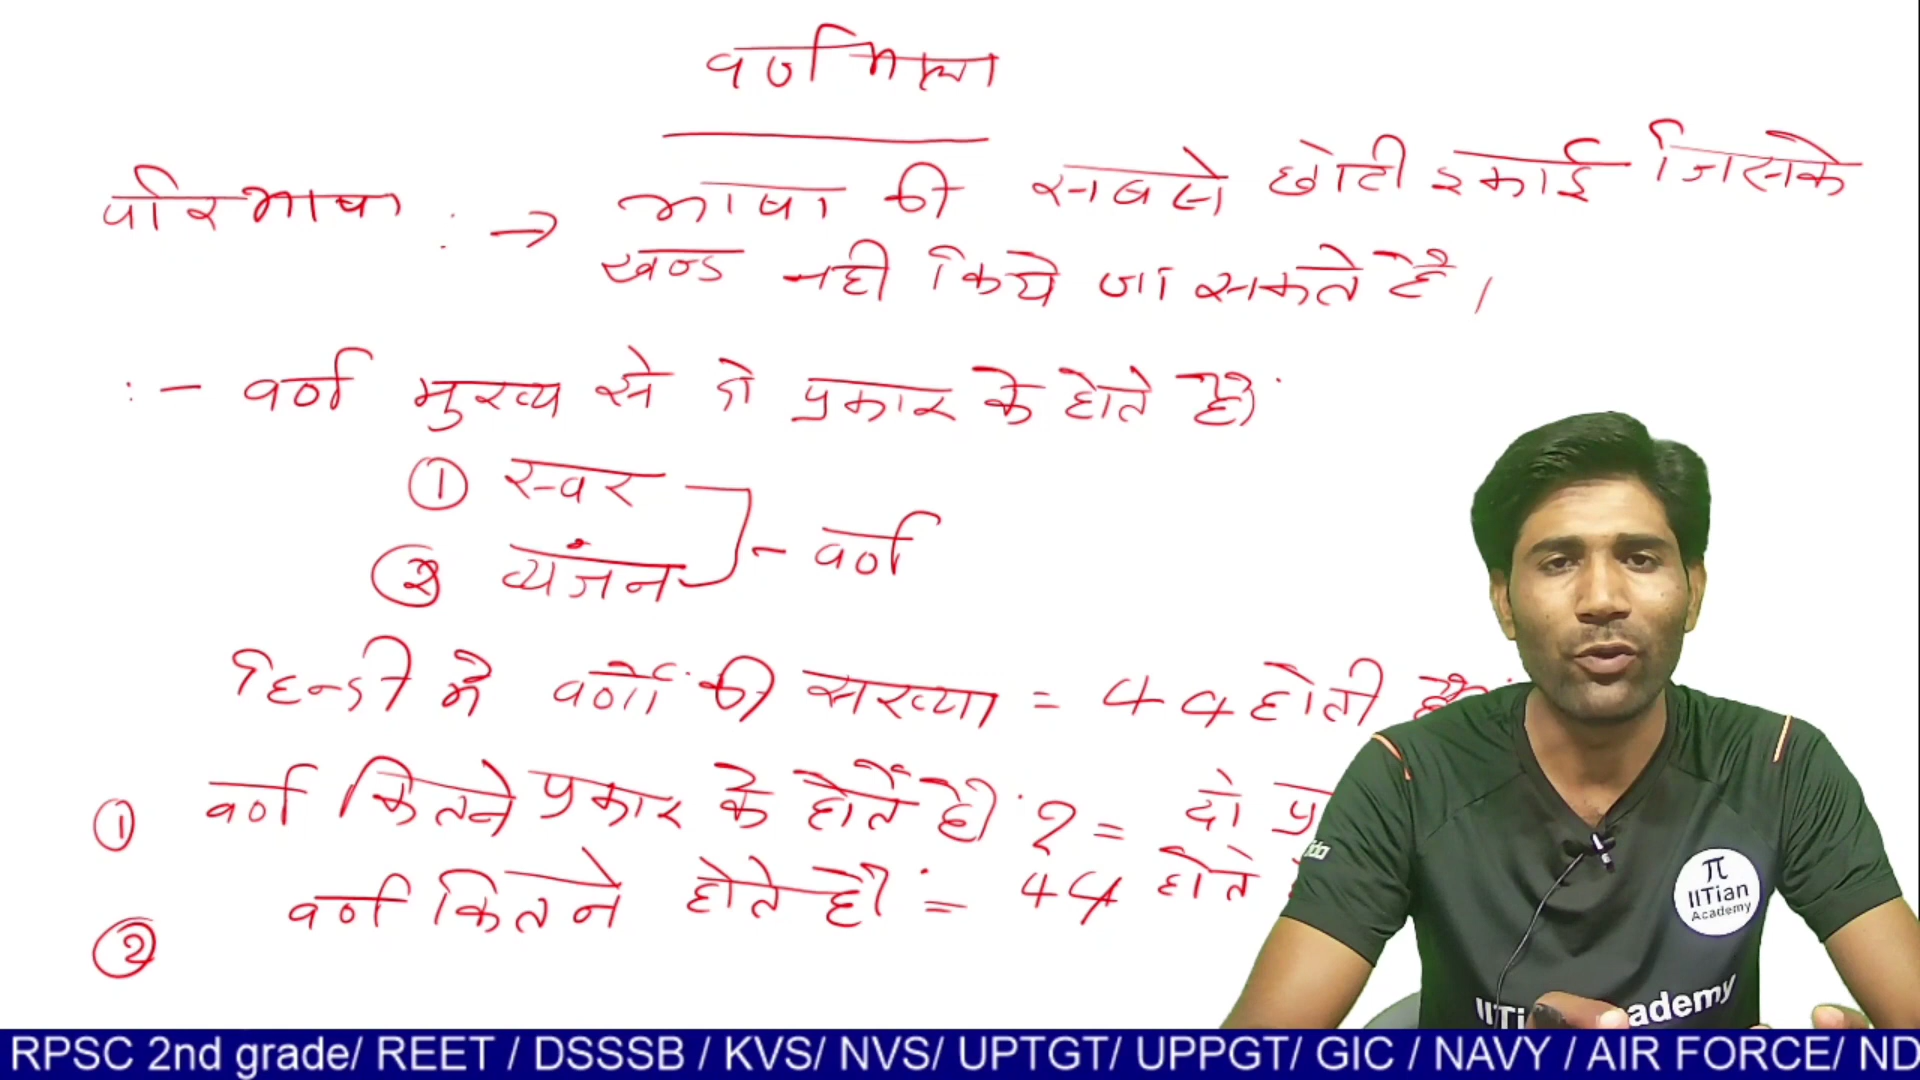 वर्णमाला
परिभाषा :→ भाषा की सबसे छोटी इकाई जिसके
खण्ड नही किये जा सकते है।
:- वर्ण मुख्य से दो प्रकार के होते है।
① स्वर
② व्यंजन - वर्ण
हिन्दी मे वर्णो की सख्या = 44 होती है
① वर्ण कितने प्रकार के होतें है ? = दो प्र
② वर्ण कितने होते है = 44 होते
π
IITian
Academy
ademy
RPSC 2nd grade/ REET / DSSSB / KVS/ NVS/ UPTGT/ UPPGT/ GIC / NAVY / AIR FORCE/ ND